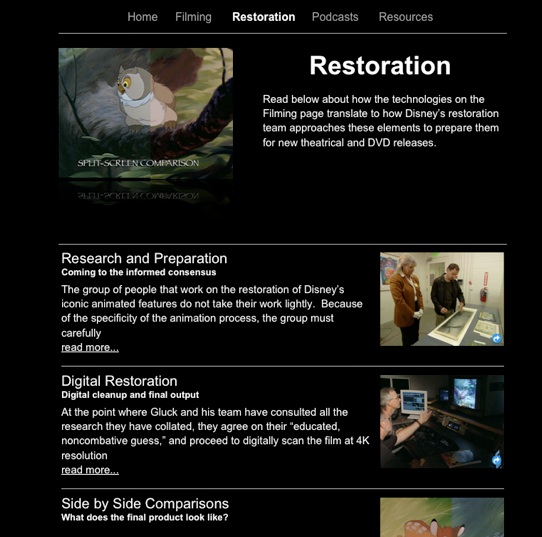 Home Filming Restoration Podcasts Resources
Restoration
Read below about how the technologies on the
Filming page translate to how Disney's restoration
team approaches these elements to prepare them
for new theatrical and DVD releases.
SPLIT-SCREEN COMPARISON
Research and Preparation
Coming to the informed consensus
The group of people that work on the restoration of Disney's
iconic animated features do not take their work lightly.  Because
of the specificity of the animation process, the group must
carefully
read more...
Digital Restoration
Digital cleanup and final output
At the point where Gluck and his team have consulted all the
research they have collated, they agree on their “educated,
noncombative guess,” and proceed to digitally scan the film at 4K
resolution
read more...
Side by Side Comparisons
What does the final product look like?